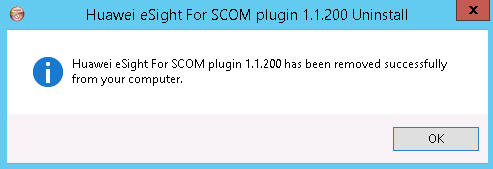 Huawei eSight For SCOM plugin 1.1.200 Uninstall
x
Huawei eSight For SCOM plugin 1.1.200 has been removed successfully
from your computer.
OK